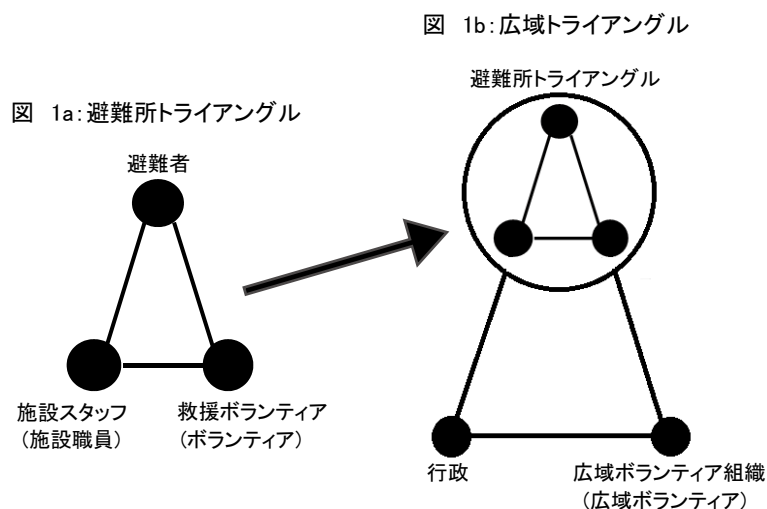 図 1b:広域トライアングル
避難所トライアングル
図 1a:避難所トライアングル
避難者
施設スタッフ
(施設職員)
救援ボランティア
(ボランティア)
行政
広域ボランティア組織
(広域ボランティア)